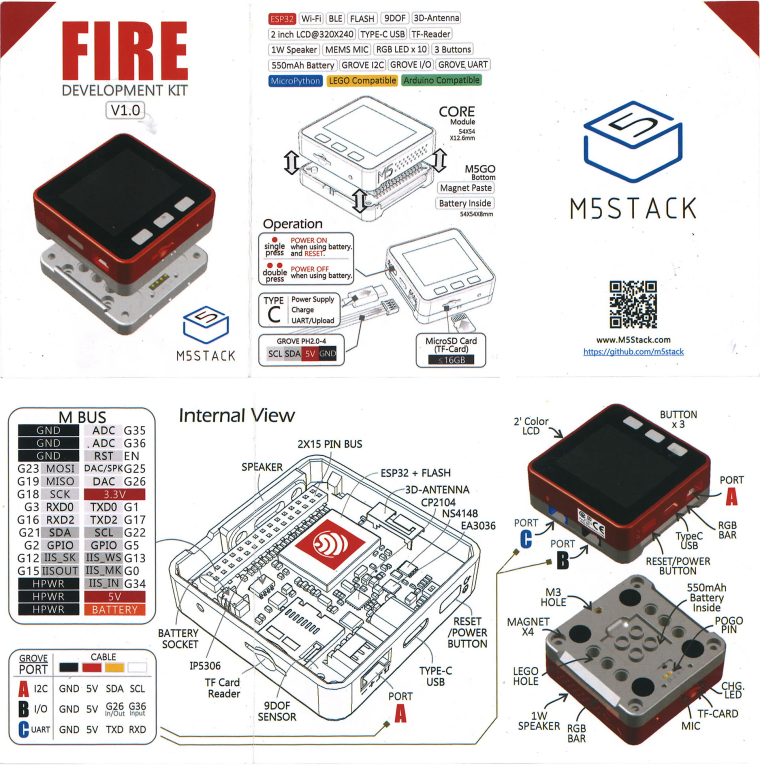 FIRE
DEVELOPMENT KIT
V1.0
M5STACK
ESP32 Wi-Fi BLE FLASH 9DOF 3D-Antenna
2 inch LCD@320X240 TYPE-C USB TF-Reader
1W Speaker MEMS MIC RGB LED x 10 3 Buttons
550mAh Battery GROVE I2C GROVE I/O GROVE UART
MicroPython LEGO Compatible Arduino Compatible
CORE
Module
54X54
X12.6mm
M5
M5GO
Bottom
Magnet Paste
Battery Inside
54X54X8mm
Operation
single press POWER ON
when using battery.
and RESET.
double press POWER OFF
when using battery.
TYPE C
Power Supply
Charge
UART/Upload
GROVE PH2.0-4
SCL SDA 5V GND
MicroSD Card
(TF-Card)
≤16GB
5
M5STACK
www.M5Stack.com
https://github.com/m5stack
M BUS
GND ADC G35
GND ADC G36
GND RST EN
G23 MOSI DAC/SPK G25
G19 MISO DAC G26
G18 SCK 3.3V
G3 RXD0 TXD0 G1
G16 RXD2 TXD2 G17
G21 SDA SCL G22
G2 GPIO GPIO G5
G12 IIS_SK IIS_WS G13
G15 IISOUT IIS_MK G0
HPWR IIS_IN G34
HPWR 5V
HPWR BATTERY
GROVE PORT CABLE
A I2C GND 5V SDA SCL
B I/O GND 5V G26 In/Out G36 Input
C UART GND 5V TXD RXD
Internal View
2X15 PIN BUS
SPEAKER
ESP32 + FLASH
3D-ANTENNA
CP2104
NS4148
EA3036
BATTERY
SOCKET
IP5306
TF Card
Reader
9DOF
SENSOR
PORT
A
TYPE-C
USB
RESET
/POWER
BUTTON
2' Color
LCD
BUTTON
x 3
PORT
A
PORT
C
PORT
B
RGB
BAR
TypeC
USB
RESET/POWER
BUTTON
M3
HOLE
550mAh
Battery
Inside
MAGNET
X4
POGO
PIN
LEGO
HOLE
CHG.
LED
1W
SPEAKER
RGB
BAR
MIC
TF-CARD